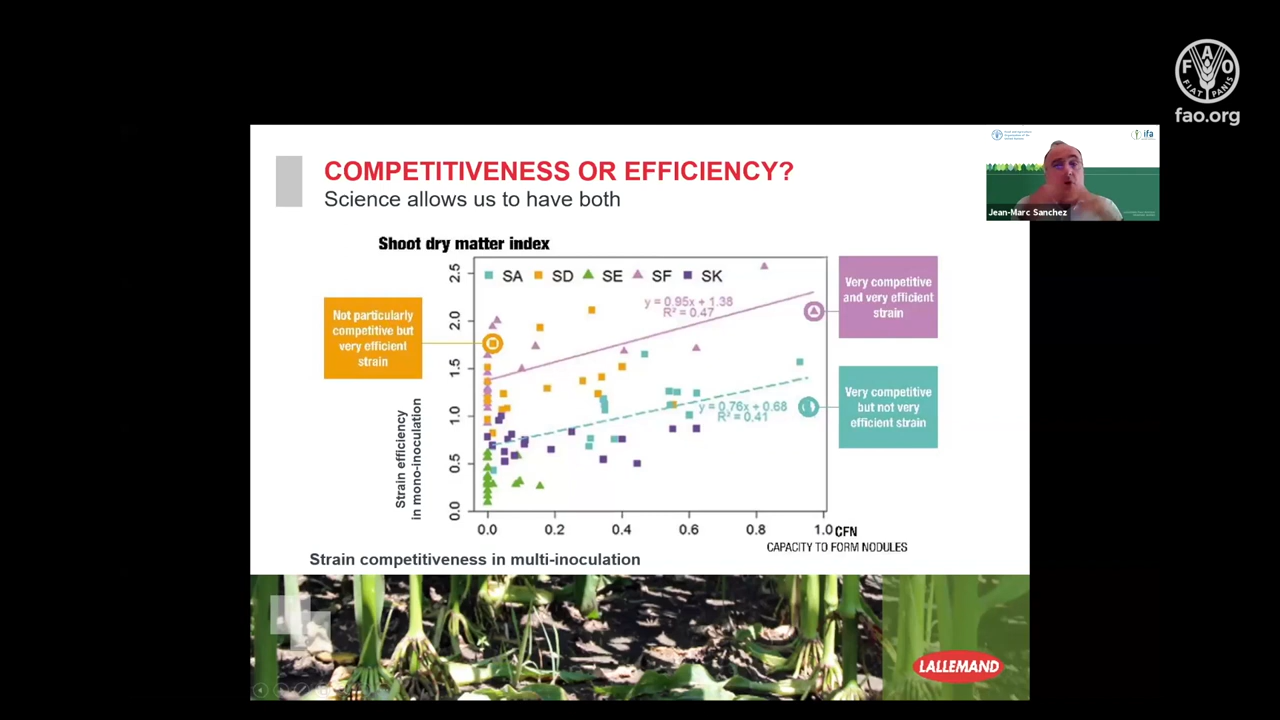 FAO
FIAT PANIS
fao.org
ifa
Jean-Marc Sanchez
COMPETITIVENESS OR EFFICIENCY?
Science allows us to have both
Shoot dry matter index
SA SD SE SF SK
y = 0.95x + 1.38
R² = 0.47
y = 0.76x + 0.68
R² = 0.41
Not particularly
competitive but
very efficient
strain
Very competitive
and very efficient
strain
Very competitive
but not very
efficient strain
Strain efficiency
in mono-inoculation
2.5
2.0
1.5
1.0
0.5
0.0
0.0 0.2 0.4 0.6 0.8 1.0 CFN
CAPACITY TO FORM NODULES
Strain competitiveness in multi-inoculation
LALLEMAND